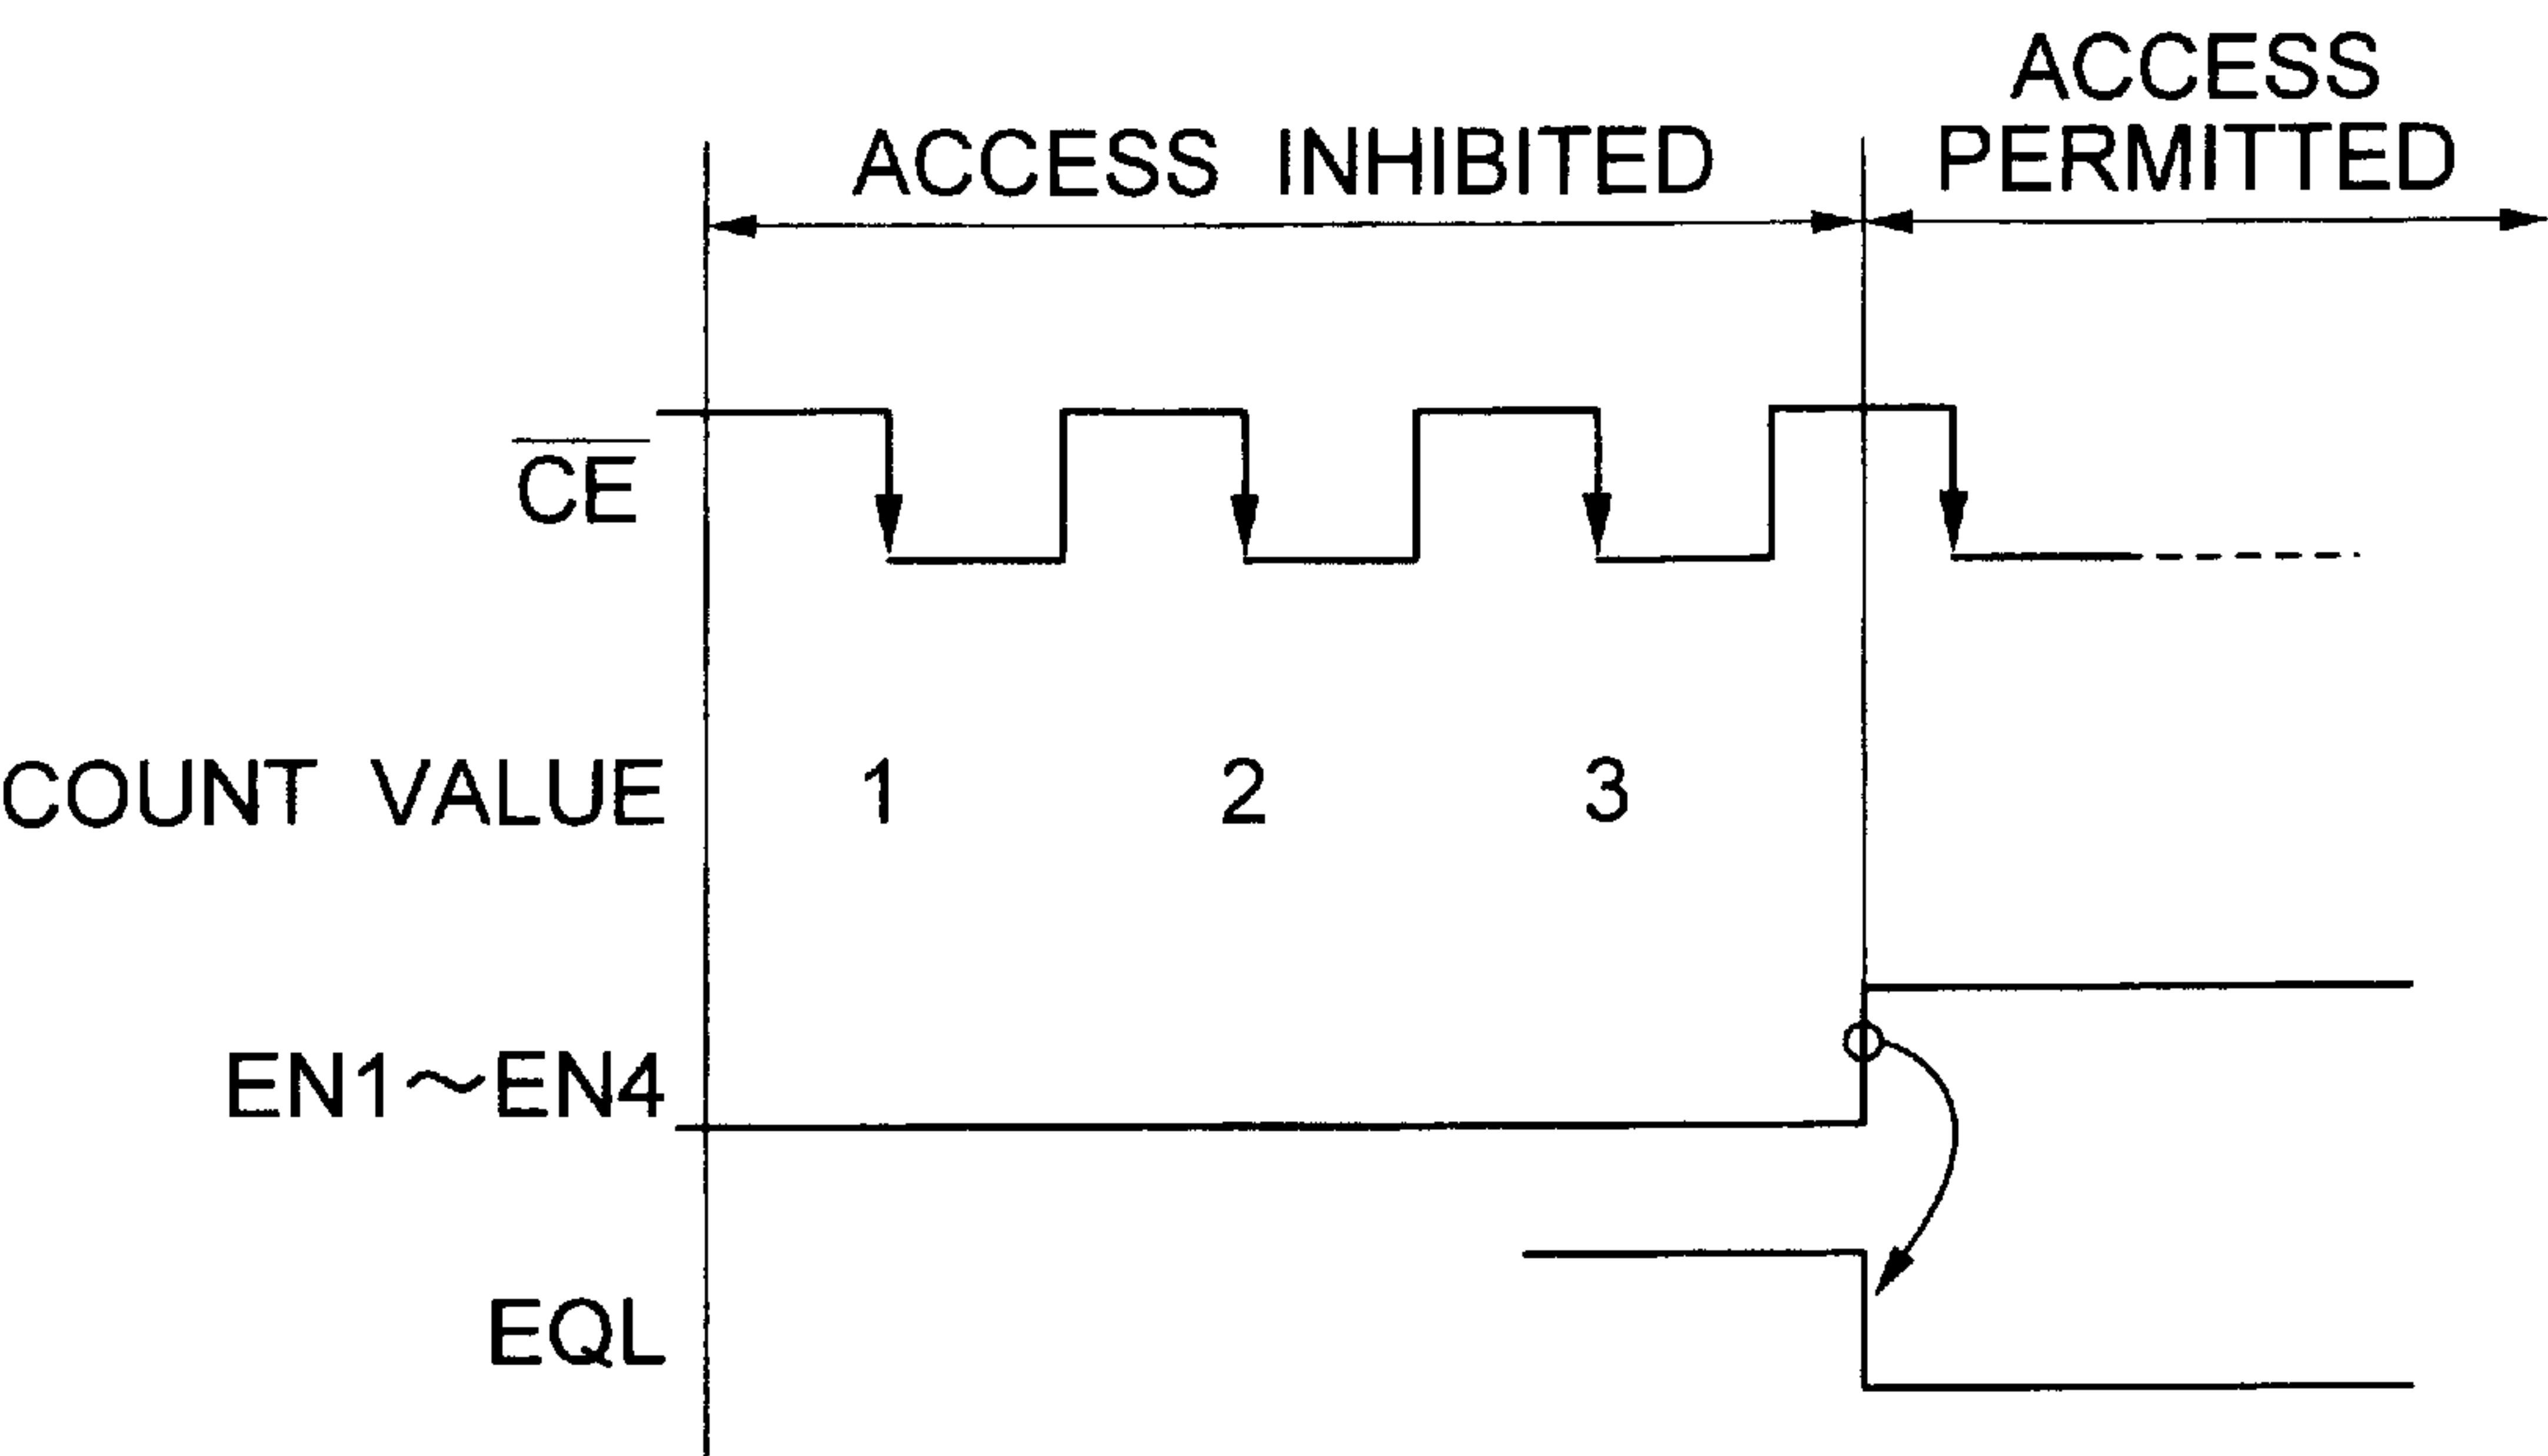 ACCESS
PERMITTED
ACCESS INHIBITED
CE
COUNT VALUE 1 2 3
EN1～EN4
EQL